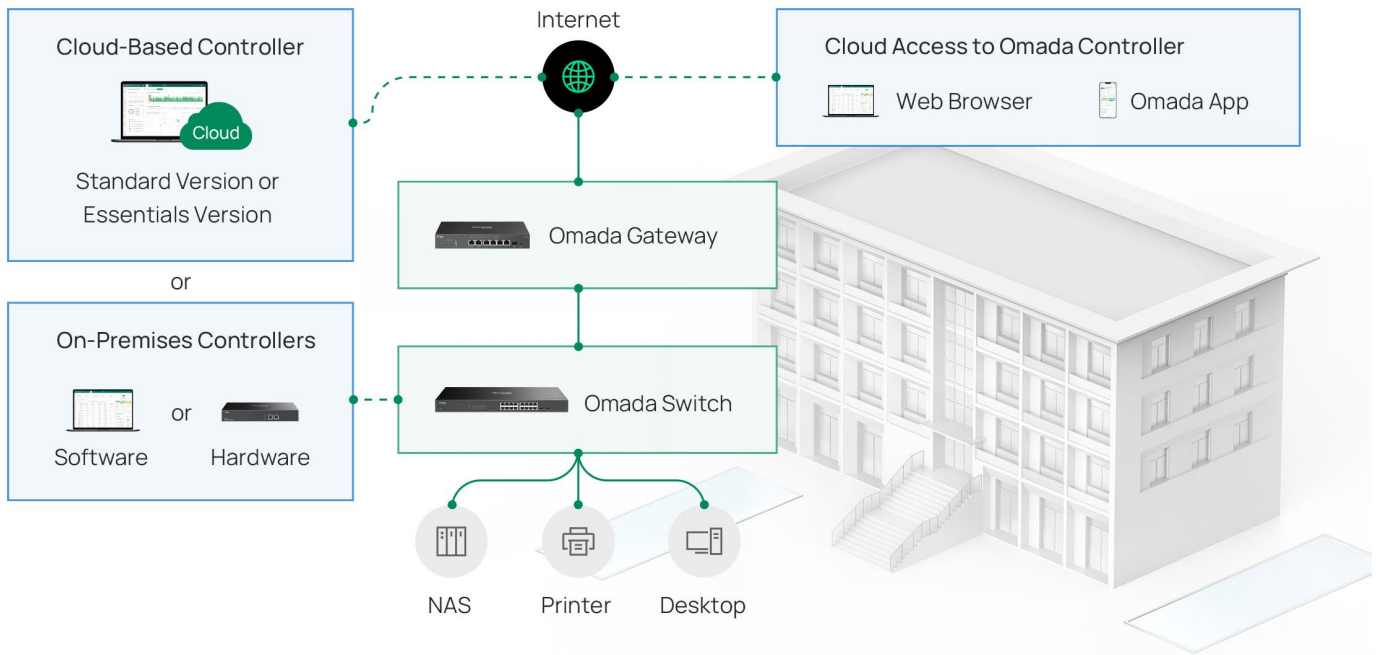 Internet
Cloud-Based Controller
Cloud
Standard Version or
Essentials Version
or
On-Premises Controllers
or
Software
Hardware
Cloud Access to Omada Controller
Web Browser
Omada App
Omada Gateway
Omada Switch
NAS
Printer
Desktop